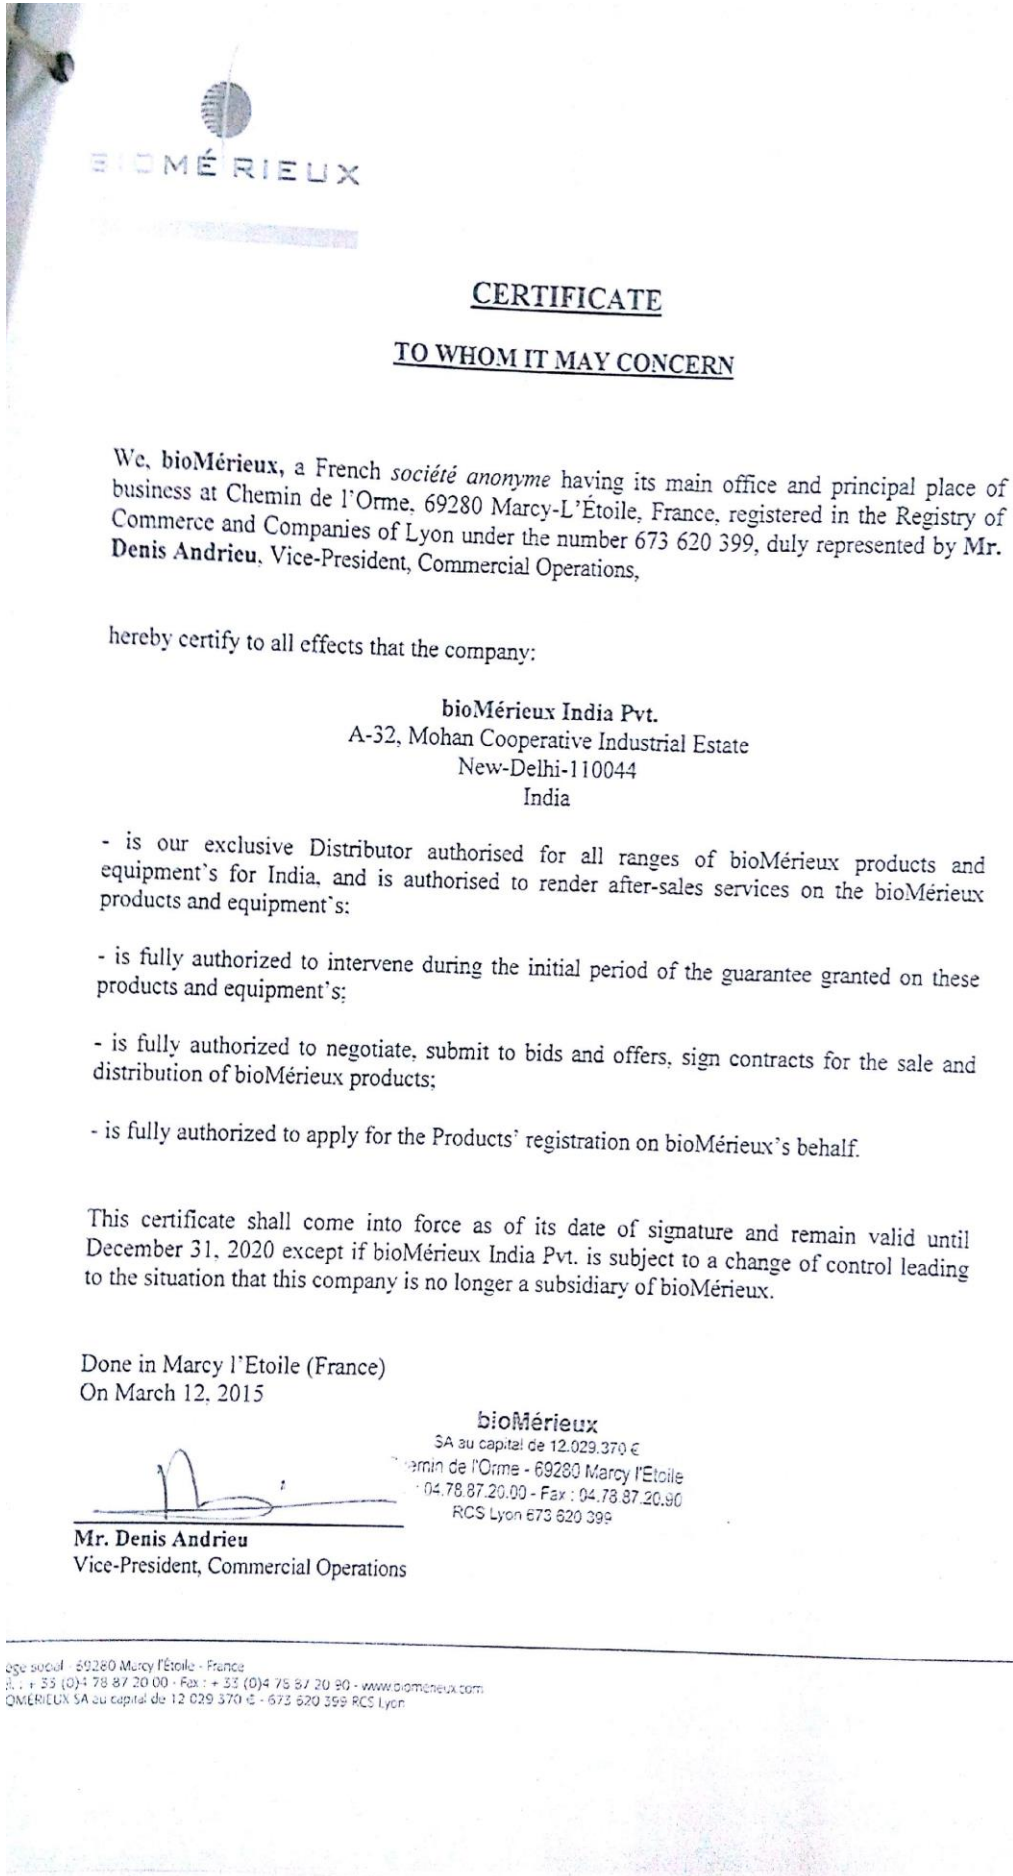 BIOMÉRIEUX
CERTIFICATE
TO WHOM IT MAY CONCERN
We, bioMérieux, a French société anonyme having its main office and principal place of
business at Chemin de l'Orme, 69280 Marcy-L'Étoile, France, registered in the Registry of
Commerce and Companies of Lyon under the number 673 620 399, duly represented by Mr.
Denis Andrieu, Vice-President, Commercial Operations,
hereby certify to all effects that the company:
bioMérieux India Pvt.
A-32, Mohan Cooperative Industrial Estate
New-Delhi-110044
India
- is our exclusive Distributor authorised for all ranges of bioMérieux products and
equipment`s for India, and is authorised to render after-sales services on the bioMérieux
products and equipment`s:
- is fully authorized to intervene during the initial period of the guarantee granted on these
products and equipment's;
- is fully authorized to negotiate, submit to bids and offers, sign contracts for the sale and
distribution of bioMérieux products;
- is fully authorized to apply for the Products' registration on bioMérieux's behalf.
This certificate shall come into force as of its date of signature and remain valid until
December 31, 2020 except if bioMérieux India Pvt. is subject to a change of control leading
to the situation that this company is no longer a subsidiary of bioMérieux.
Done in Marcy l'Etoile (France)
On March 12, 2015
bioMérieux
SA au capital de 12.029.370 €
emin de l'Orme - 69280 Marcy l'Etoile
: 04.78.87.20.00 - Fax : 04.78.87.20.90
RCS Lyon 673 620 399
Mr. Denis Andrieu
Vice-President, Commercial Operations
ège social - 69280 Marcy l'Étoile - France
l. : + 33 (0)4 78 87 20 00 - Fax : + 33 (0)4 78 87 20 90 - www.biomerieux.com
OMÉRIEUX SA au capital de 12 029 370 € - 673 620 399 RCS Lyon